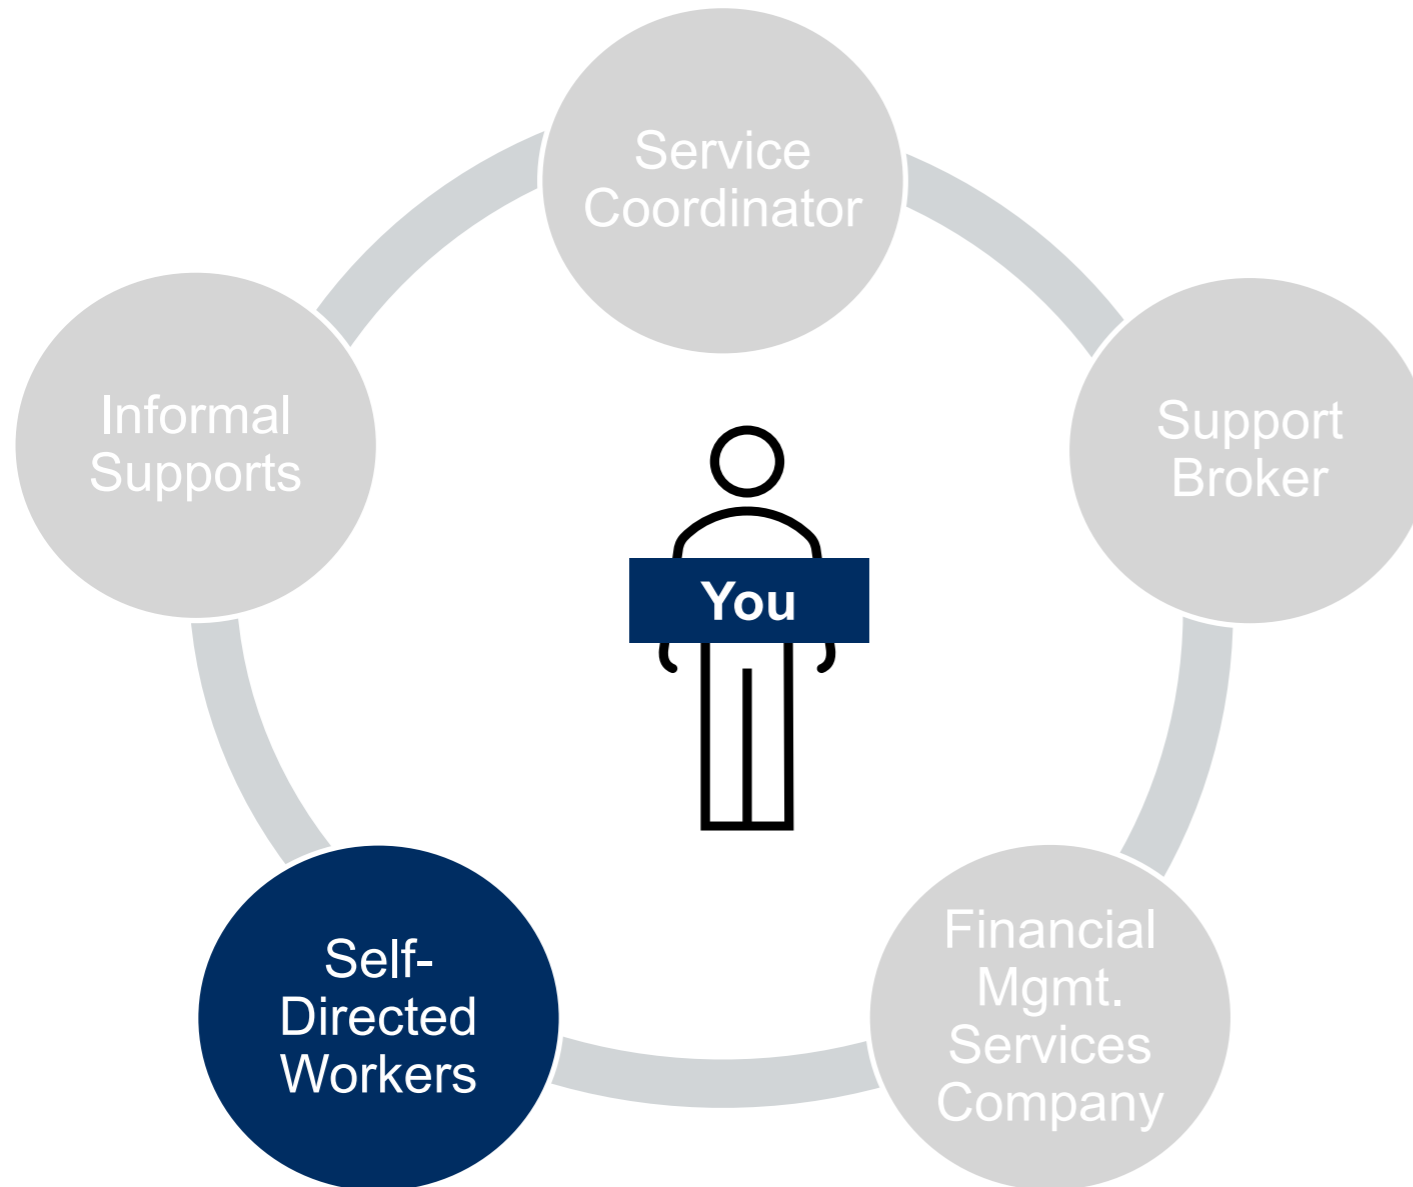 Service
Coordinator
Informal
Supports
Support
Broker
You
Self-
Directed
Workers
Financial
Mgmt.
Services
Company